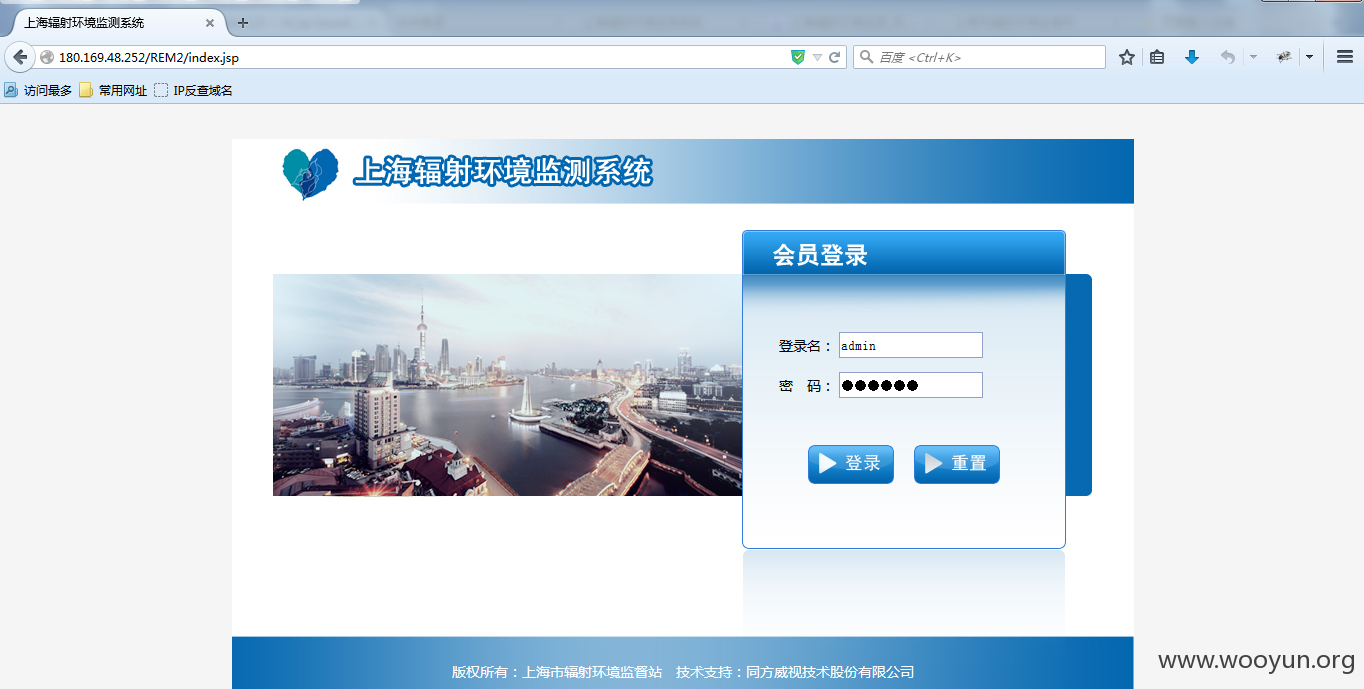 上海辐射环境监测系统
180.169.48.252/REM2/index.jsp
百度 <Ctrl+K>
访问最多 常用网址 IP反查域名
上海辐射环境监测系统
会员登录
登录名： admin
密 码： ●●●●●●
登录 重置
版权所有：上海市辐射环境监督站 技术支持：同方威视技术股份有限公司
www.wooyun.org